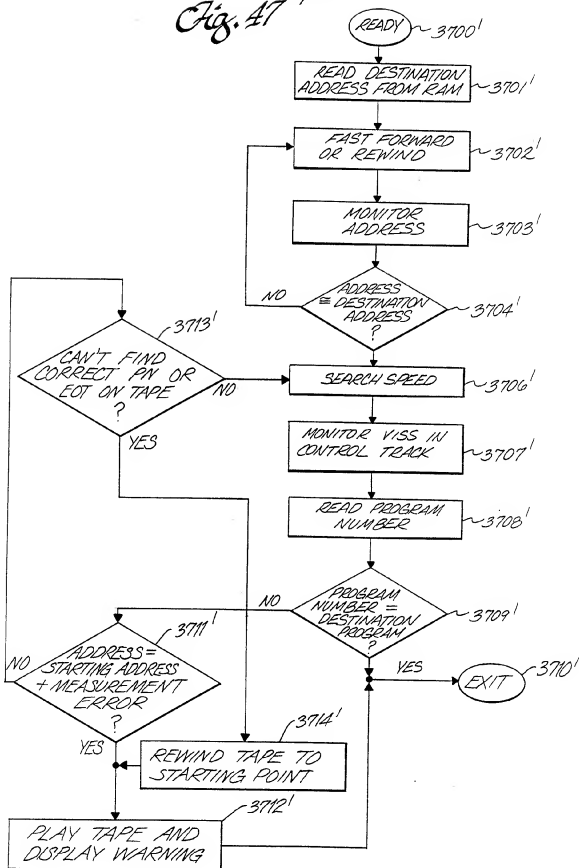 Fig. 47
READY
3700'
READ DESTINATION
ADDRESS FROM RAM
3701'
FAST FORWARD
OR REWIND
3702'
MONITOR
ADDRESS
3703'
ADDRESS
≅ DESTINATION
ADDRESS
?
3704'
NO
3713'
CAN'T FIND
CORRECT PN OR
EOT ON TAPE
?
NO
YES
SEARCH SPEED
3706'
MONITOR VISS IN
CONTROL TRACK
3707'
READ PROGRAM
NUMBER
3708'
PROGRAM
NUMBER =
DESTINATION
PROGRAM
?
3709'
NO
YES
EXIT
3710'
3711'
ADDRESS=
STARTING ADDRESS
+ MEASUREMENT
ERROR
?
NO
YES
3714'
REWIND TAPE TO
STARTING POINT
3712'
PLAY TAPE AND
DISPLAY WARNING